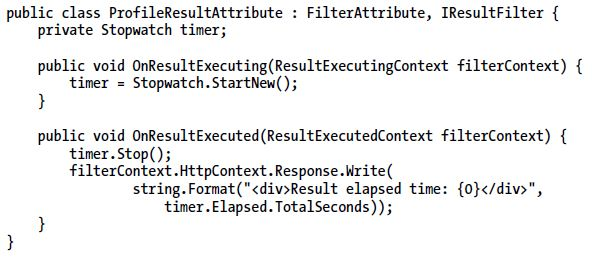 public class ProfileResultAttribute : FilterAttribute, IResultFilter {
    private Stopwatch timer;

    public void OnResultExecuting(ResultExecutingContext filterContext) {
        timer = Stopwatch.StartNew();
    }

    public void OnResultExecuted(ResultExecutedContext filterContext) {
        timer.Stop();
        filterContext.HttpContext.Response.Write(
                string.Format("<div>Result elapsed time: {0}</div>",
                    timer.Elapsed.TotalSeconds));
    }
}